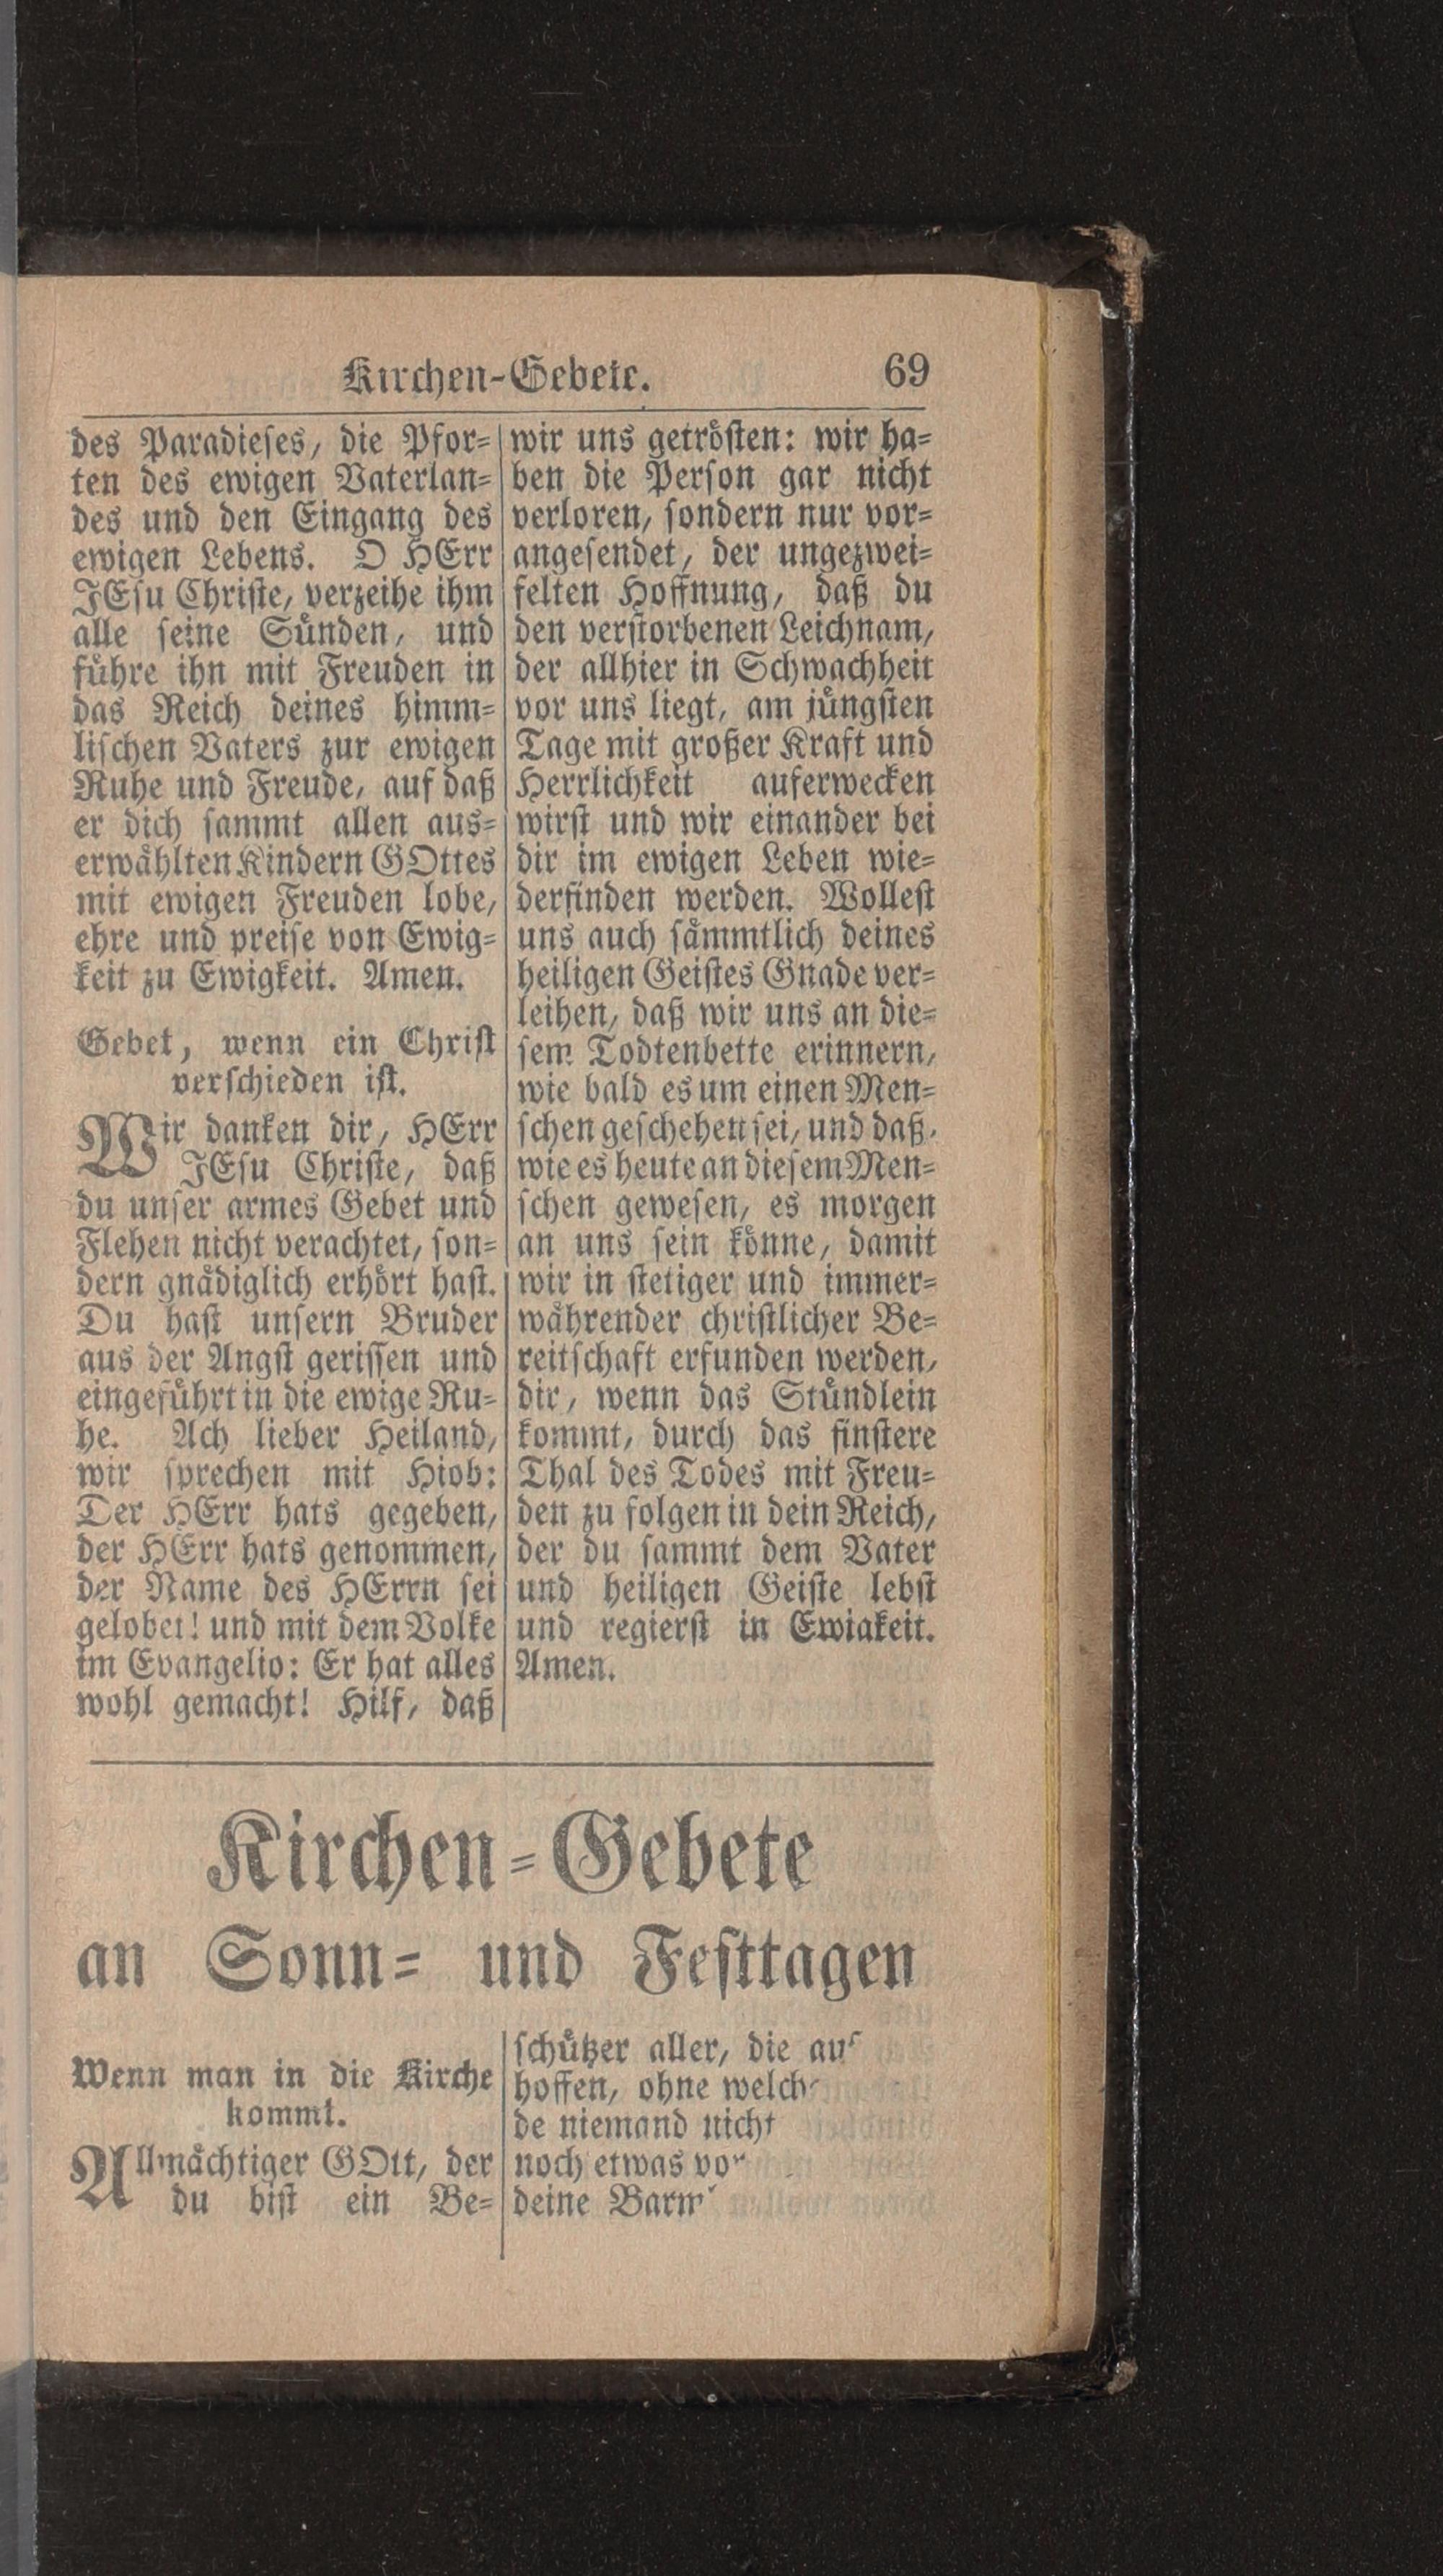 Kirchen-Gebete.
69
des Paradieses, die Pfor-
ten des ewigen Vaterlan-
des und den Eingang des
ewigen Lebens. O HErr
JEsu Christe, verzeihe ihm
alle seine Sünden, und
führe ihn mit Freuden in
das Reich deines himm-
lischen Vaters zur ewigen
Ruhe und Freude, auf daß
er dich sammt allen aus-
erwählten Kindern GOttes
mit ewigen Freuden lobe,
ehre und preise von Ewig-
keit zu Ewigkeit. Amen.
Gebet, wenn ein Christ
verschieden ist.
Wir danken dir, HErr
JEsu Christe, daß
du unser armes Gebet und
Flehen nicht verachtet, son-
dern gnädiglich erhört hast.
Du hast unsern Bruder
aus der Angst gerissen und
eingeführt in die ewige Ru-
he. Ach lieber Heiland,
wir sprechen mit Hiob:
Der HErr hats gegeben,
der HErr hats genommen,
der Name des HErrn sei
gelobet! und mit dem Volke
im Evangelio: Er hat alles
wohl gemacht! Hilf, daß
wir uns getrösten: wir ha-
ben die Person gar nicht
verloren, sondern nur vor-
angesendet, der ungezwei-
felten Hoffnung, daß du
den verstorbenen Leichnam,
der allhier in Schwachheit
vor uns liegt, am jüngsten
Tage mit großer Kraft und
Herrlichkeit auferwecken
wirst und wir einander bei
dir im ewigen Leben wie-
derfinden werden. Wollest
uns auch sämmtlich deines
heiligen Geistes Gnade ver-
leihen, daß wir uns an die-
sem Todtenbette erinnern,
wie bald es um einen Men-
schen geschehen sei, und daß,
wie es heute an diesem Men-
schen gewesen, es morgen
an uns sein könne, damit
wir in stetiger und immer-
währender christlicher Be-
reitschaft erfunden werden,
dir, wenn das Stündlein
kommt, durch das finstere
Thal des Todes mit Freu-
den zu folgen in dein Reich,
der du sammt dem Vater
und heiligen Geiste lebst
und regierst in Ewigkeit.
Amen.
Kirchen-Gebete
an Sonn- und Festtagen
Wenn man in die Kirche
kommt.
Allmächtiger GOtt, der
du bist ein Be-
schützer aller, die
hoffen, ohne
de niemand nicht
noch etwas
deine